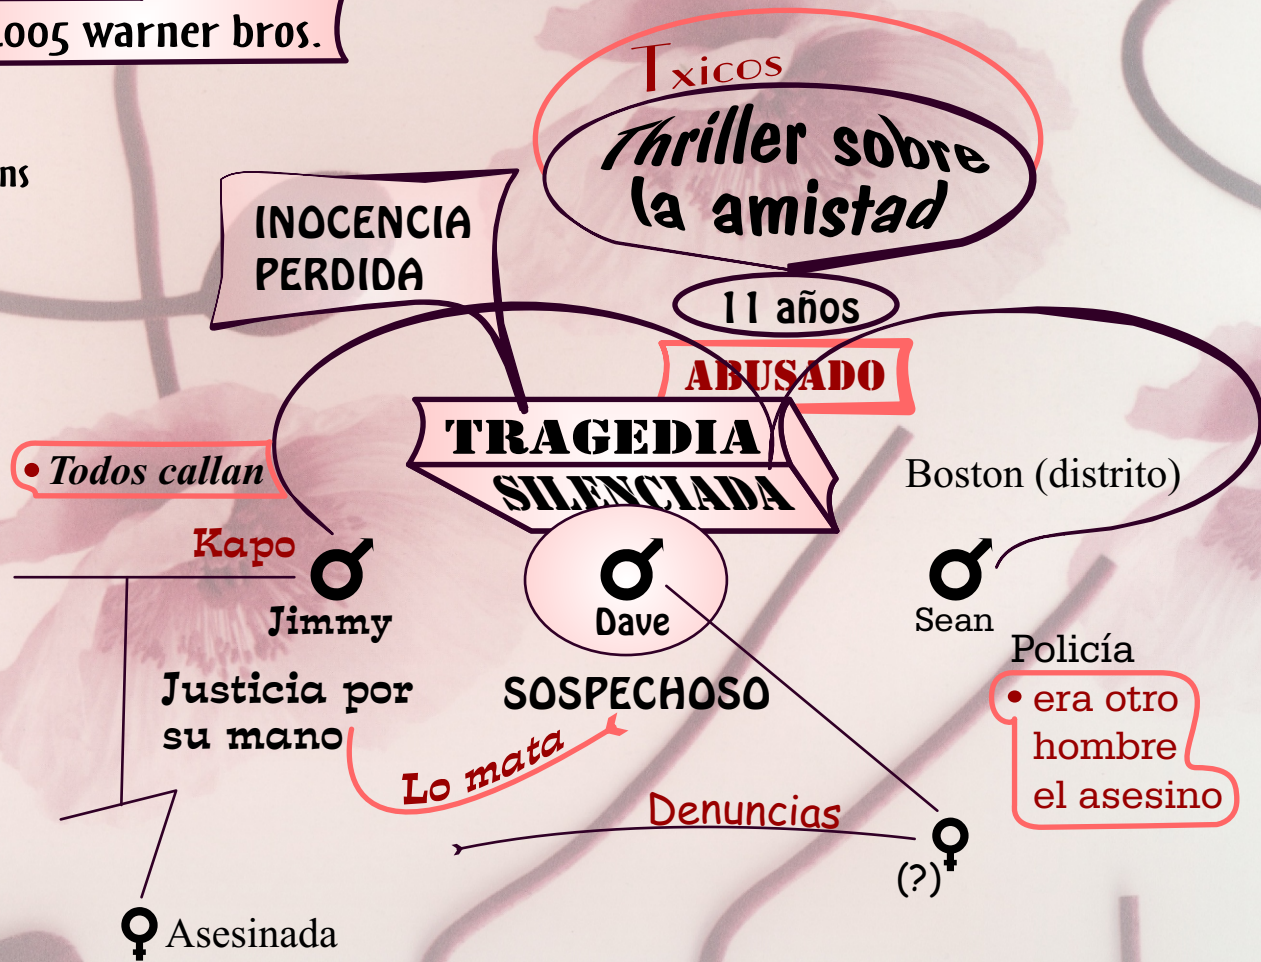 .005 warner bros.
Txicos
Thriller sobre
la amistad
ns
INOCENCIA
PERDIDA
11 años
ABUSADO
TRAGEDIA
SILENCIADA
• Todos callan
Boston (distrito)
Kapo
Jimmy
Dave
Sean
Policía
Justicia por
su mano
SOSPECHOSO
• era otro
hombre
el asesino
Lo mata
Denuncias
(?)
Asesinada